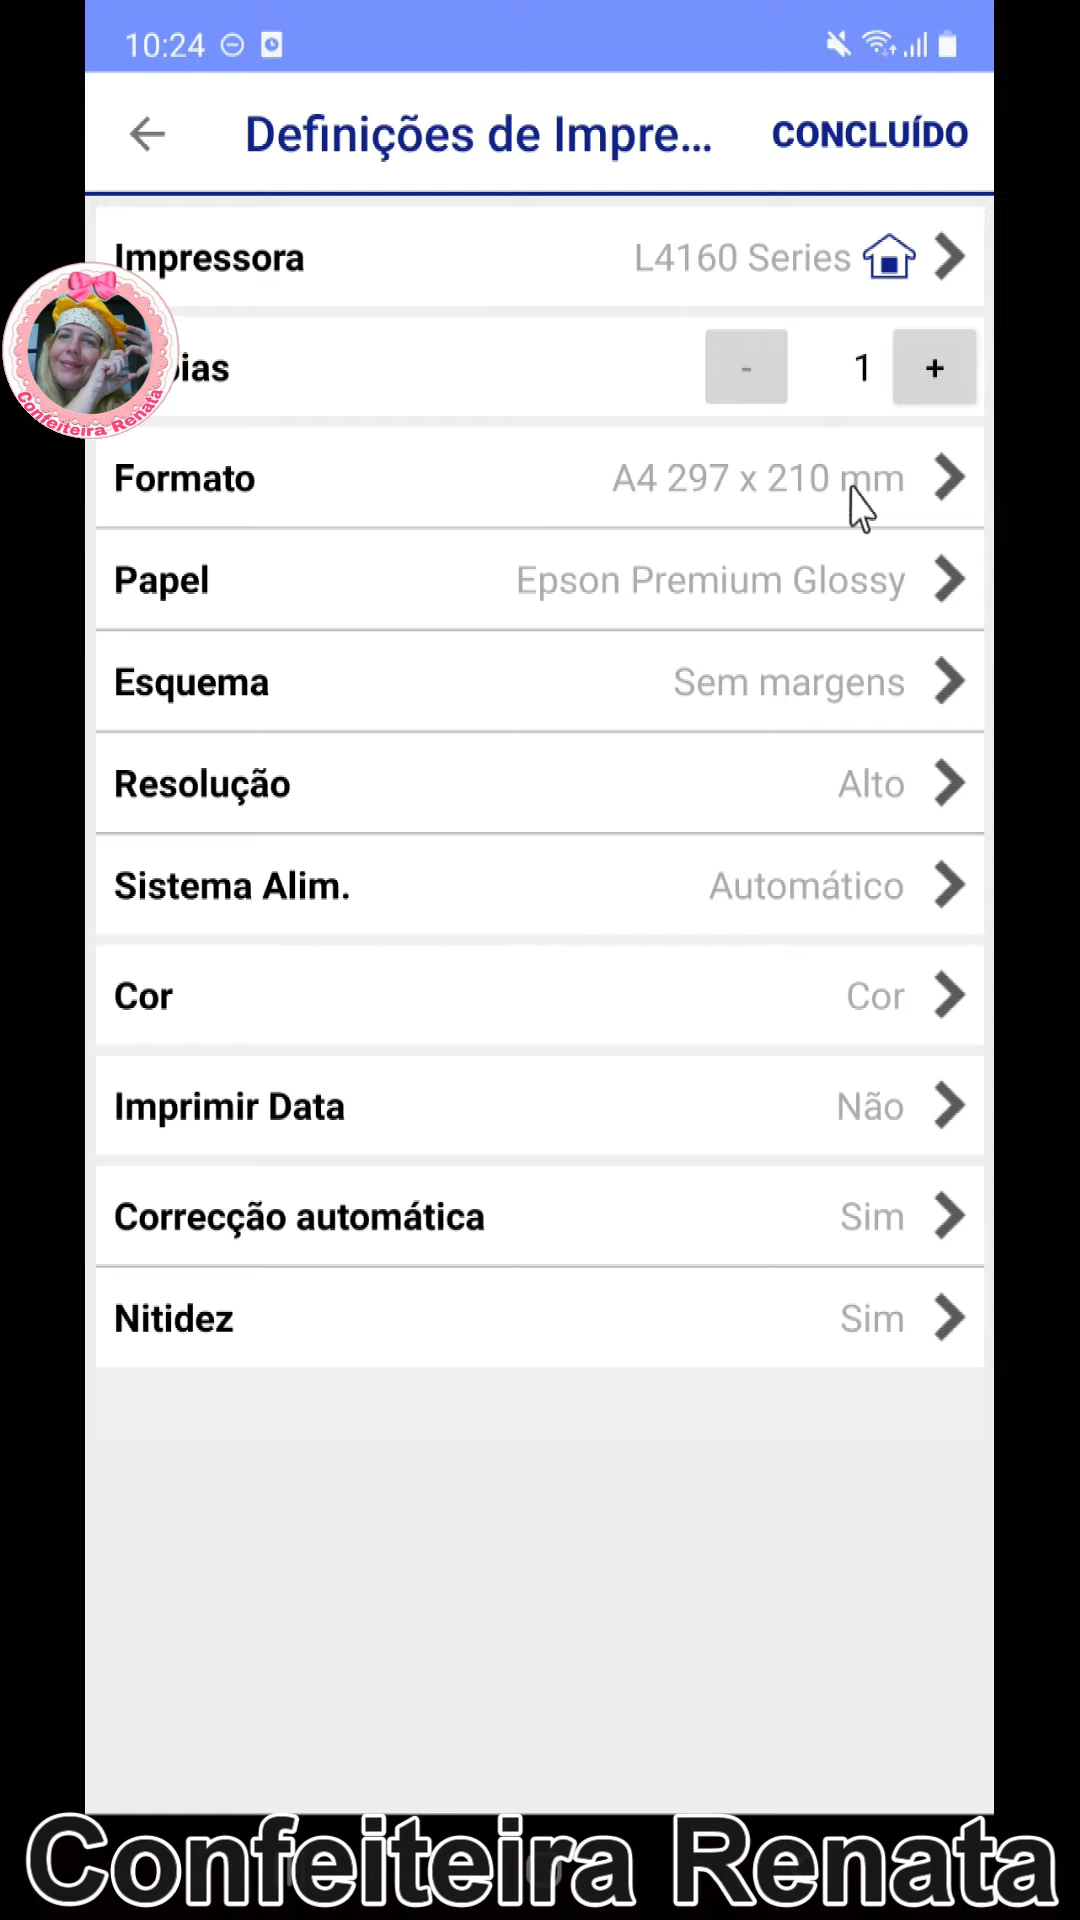 10:24
Definições de Impre...
CONCLUÍDO
Impressora
L4160 Series
ias
- 1 +
Formato
A4 297 x 210 mm
Papel
Epson Premium Glossy
Esquema
Sem margens
Resolução
Alto
Sistema Alim.
Automático
Cor
Cor
Imprimir Data
Não
Correcção automática
Sim
Nitidez
Sim
Confeiteira Renata
Confeiteira Renata